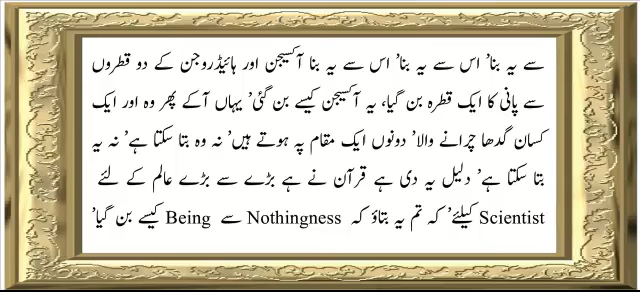 سے یہ بنا’ اس سے یہ بنا’ اس سے یہ بنا آکسیجن اور ہائیڈروجن کے دو قطروں
سے پانی کا ایک قطرہ بن گیا، یہ آکسیجن کیسے بن گئی’ یہاں آکے پھر وہ اور ایک
کسان گدھا چرانے والا’ دونوں ایک مقام پہ ہوتے ہیں’ نہ وہ بتا سکتا ہے’ نہ یہ
بتا سکتا ہے’ دلیل یہ دی ہے قرآن نے ہے بڑے سے بڑے عالم کے لئے
Scientist کیلئے’ کہ تم یہ بتاؤ کہ Nothingness سے Being کیسے بن گیا’